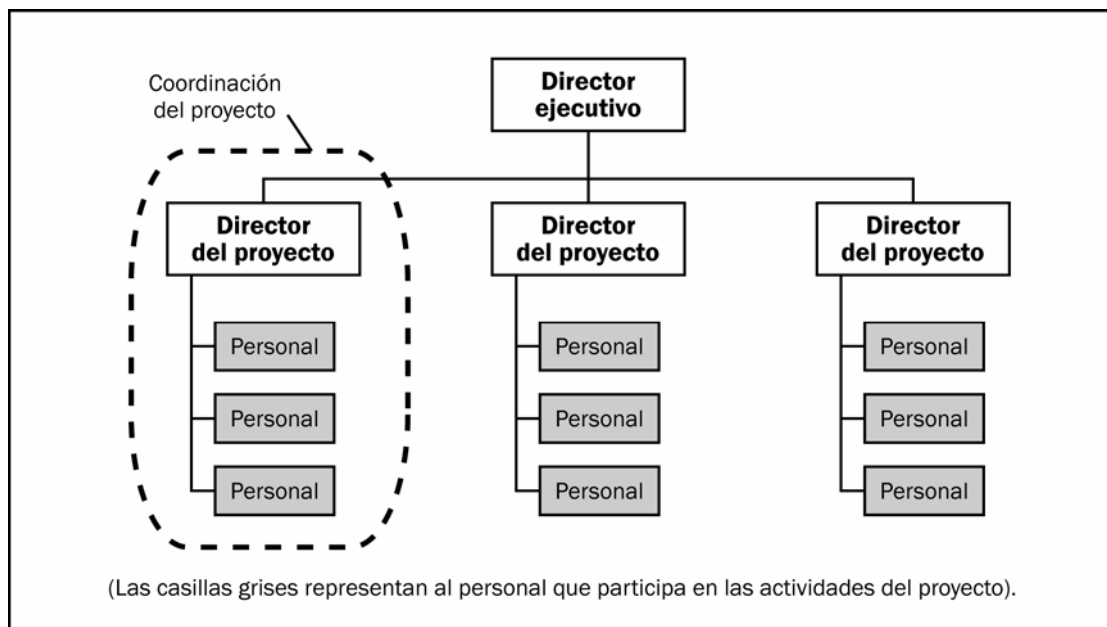 Coordinación
del proyecto
Director
ejecutivo
Director
del proyecto
Director
del proyecto
Director
del proyecto
Personal
Personal
Personal
Personal
Personal
Personal
Personal
Personal
Personal
(Las casillas grises representan al personal que participa en las actividades del proyecto).